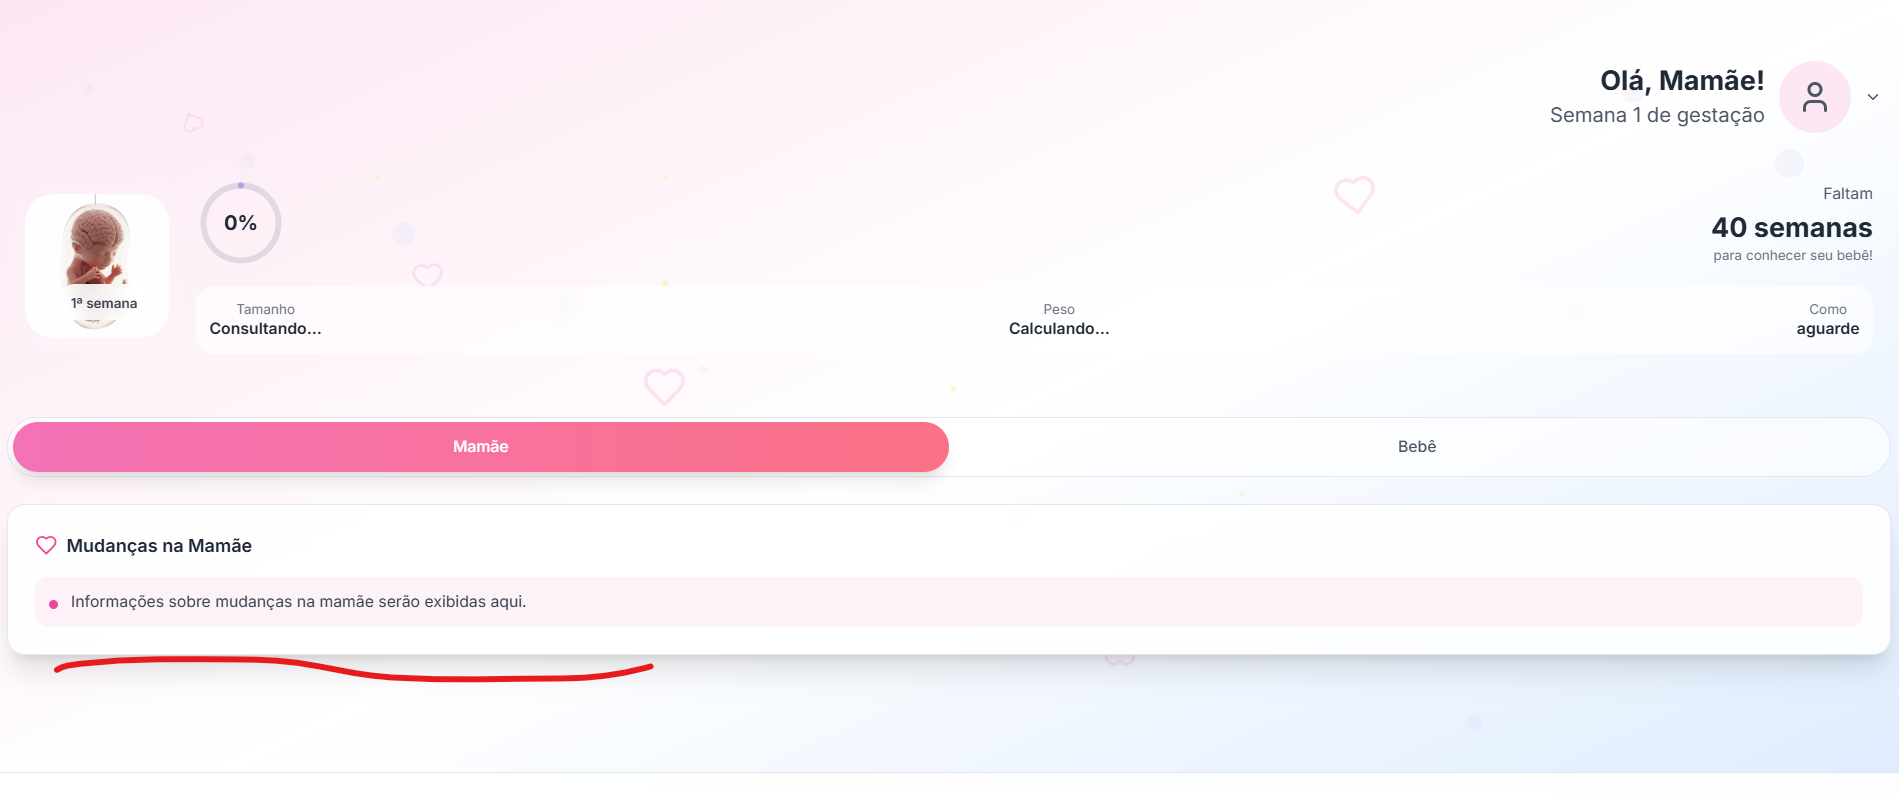 Olá, Mamãe!
Semana 1 de gestação
0%
Faltam
40 semanas
para conhecer seu bebê!
1ª semana
Tamanho
Consultando...
Peso
Calculando...
Como
aguarde
Mamãe
Bebê
Mudanças na Mamãe
Informações sobre mudanças na mamãe serão exibidas aqui.